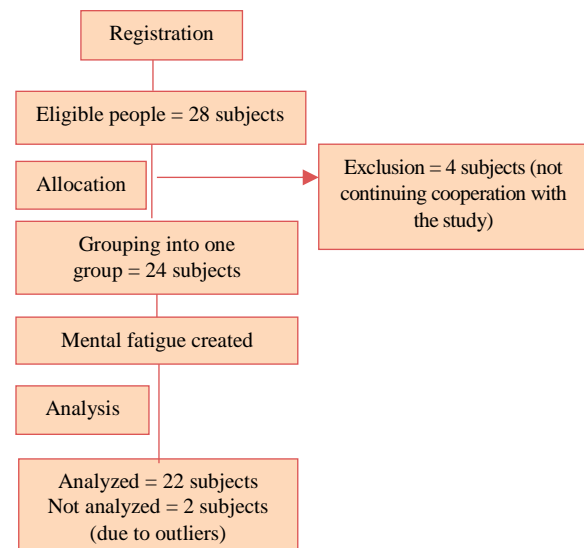 Registration
Eligible people = 28 subjects
Allocation
Exclusion = 4 subjects (not
continuing cooperation with
the study)
Grouping into one
group = 24 subjects
Mental fatigue created
Analysis
Analyzed = 22 subjects
Not analyzed = 2 subjects
(due to outliers)